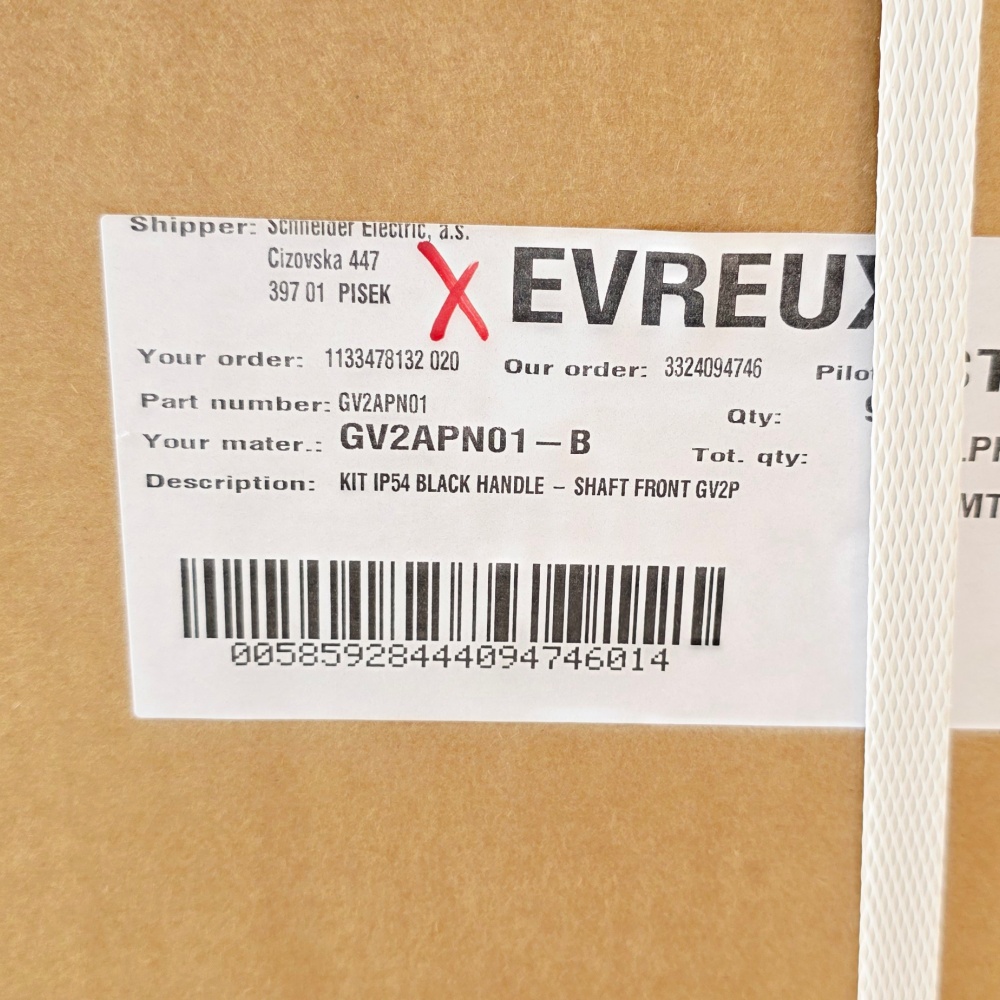 Shipper: Schneider Electric, a.s.
Cizovska 447
397 01 PISEK
X EVREUX
Your order: 1133478132 020 Our order: 3324094746
Part number: GV2APN01 Qty:
Your mater.: GV2APN01-B Tot. qty:
Description: KIT IP54 BLACK HANDLE - SHAFT FRONT GV2P
00585928444094746014